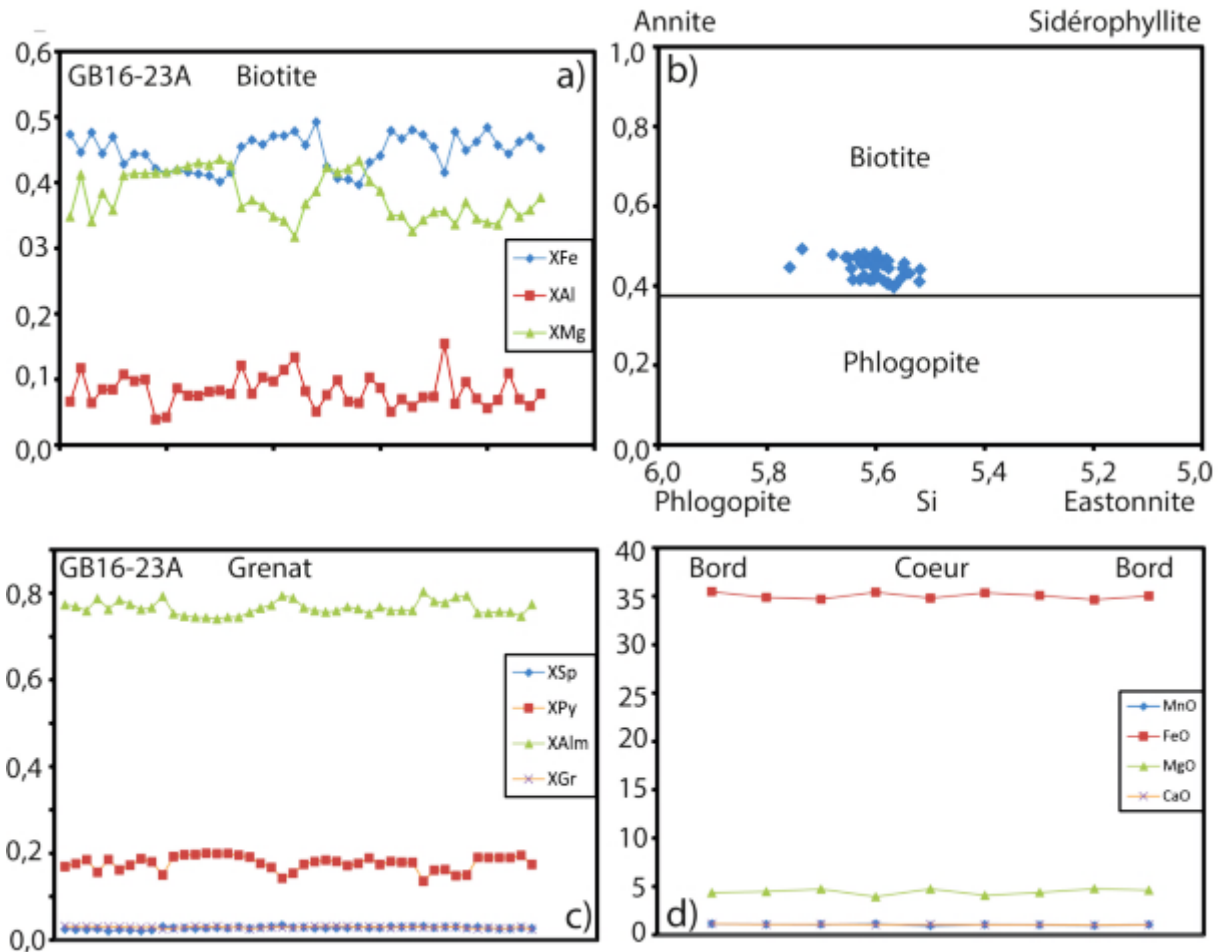 Annite Sidérophyllite
GB16-23A Biotite a)
0,6
0,5
0,4
03
0,2
0,1
0,0
XFe
XAl
XMg
b)
1,0
0,8
0,6
0,4
0,2
0,0
Biotite
Phlogopite
6,0 5,8 5,6 5,4 5,2 5,0
Phlogopite Si Eastonnite
GB16-23A Grenat
0,8
0,6
0,4
0,2
0,0
XSp
XPy
XAlm
XGr
c)
40
35
30
25
20
15
10
5
0
Bord Coeur Bord
MnO
FeO
MgO
CaO
d)